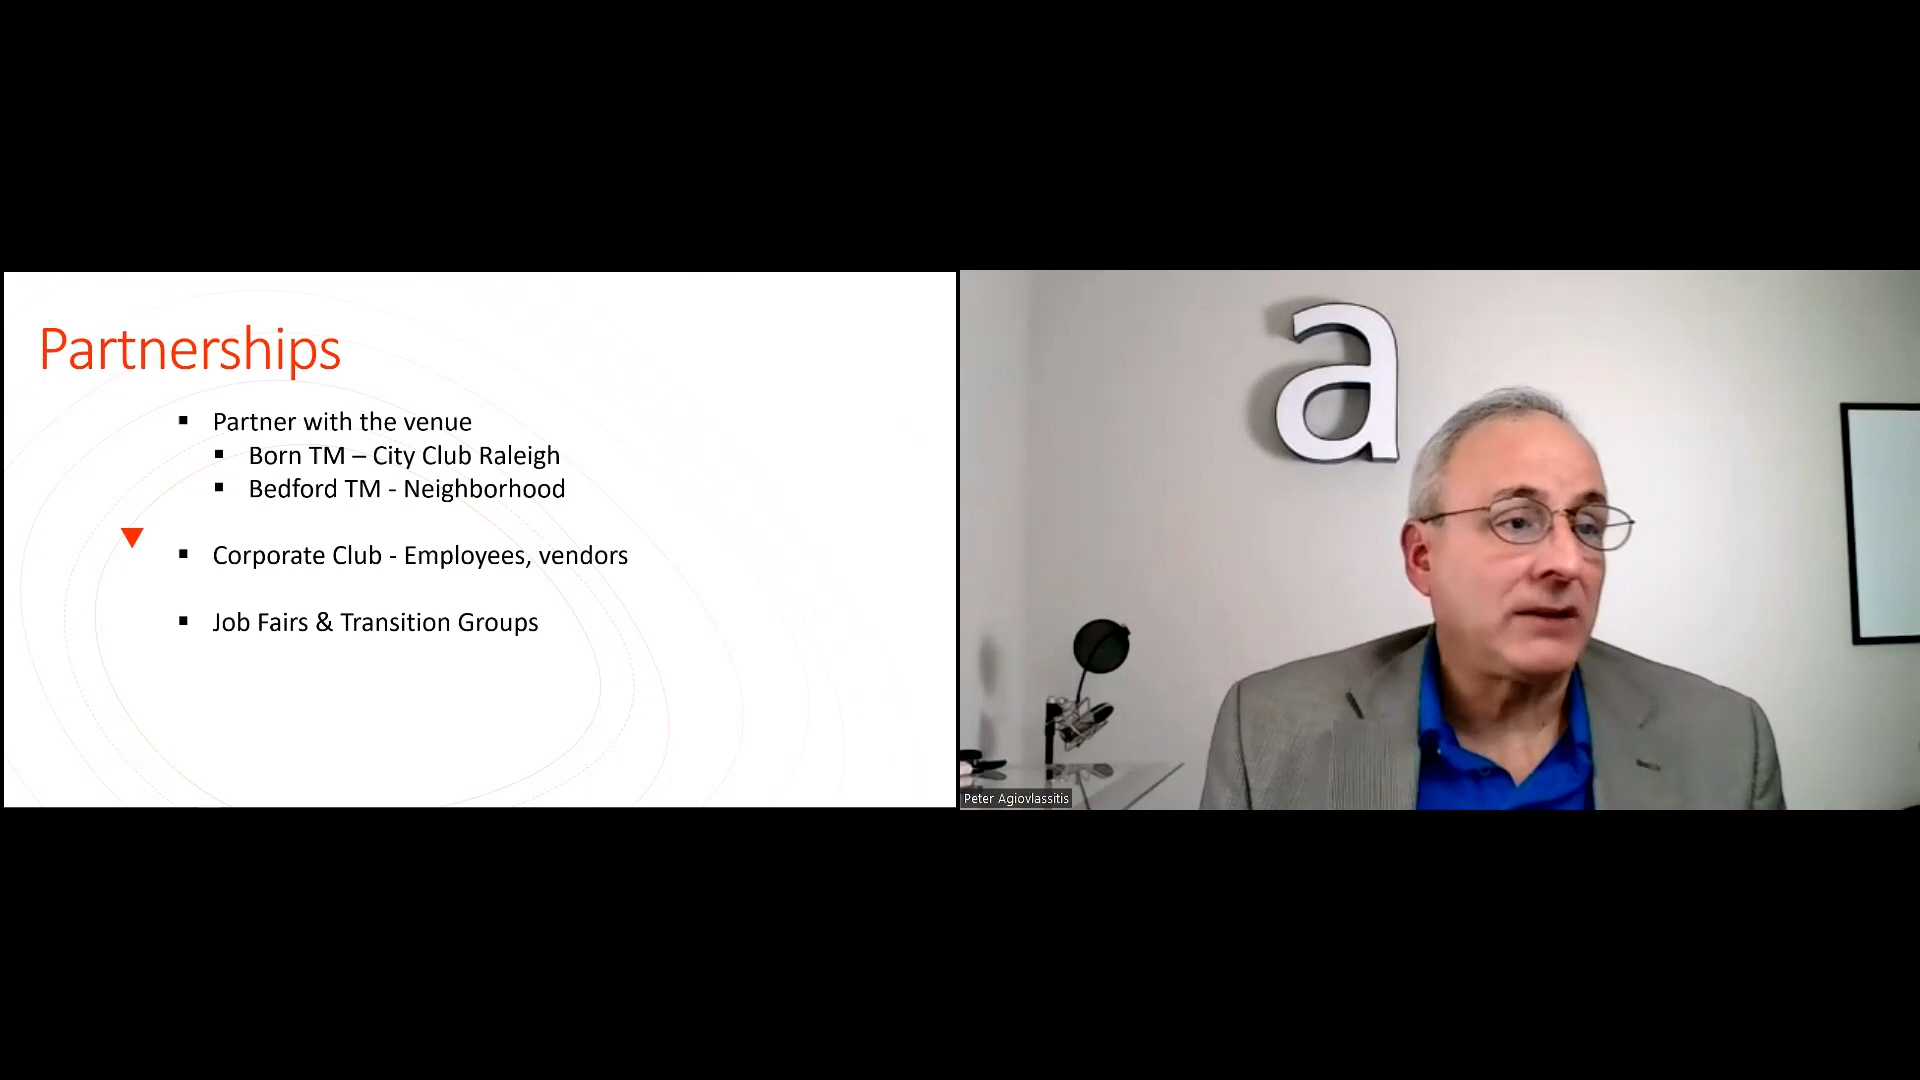 Partnerships
▪ Partner with the venue
▪ Born TM – City Club Raleigh
▪ Bedford TM - Neighborhood
▪ Corporate Club - Employees, vendors
▪ Job Fairs & Transition Groups
a
Peter Agiovlassitis